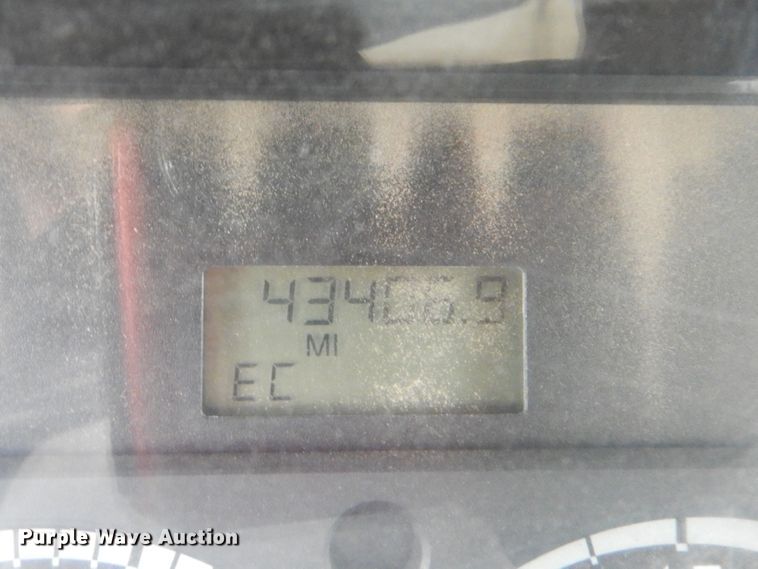 43406.9
MI
EC
Purple Wave Auction